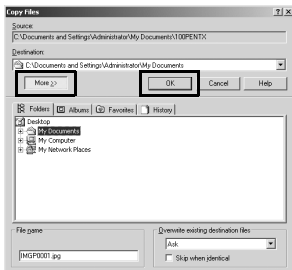 Copy Files
Source:
C:\Documents and Settings\Administrator\My Documents\100PENTX
Destination:
C:\Documents and Settings\Administrator\My Documents
More >>
OK
Cancel
Help
Folders
Albums
Favorites
History
Desktop
My Documents
My Computer
My Network Places
File name
Overwrite existing destination files
IMGP0001.jpg
Ask
Skip when identical